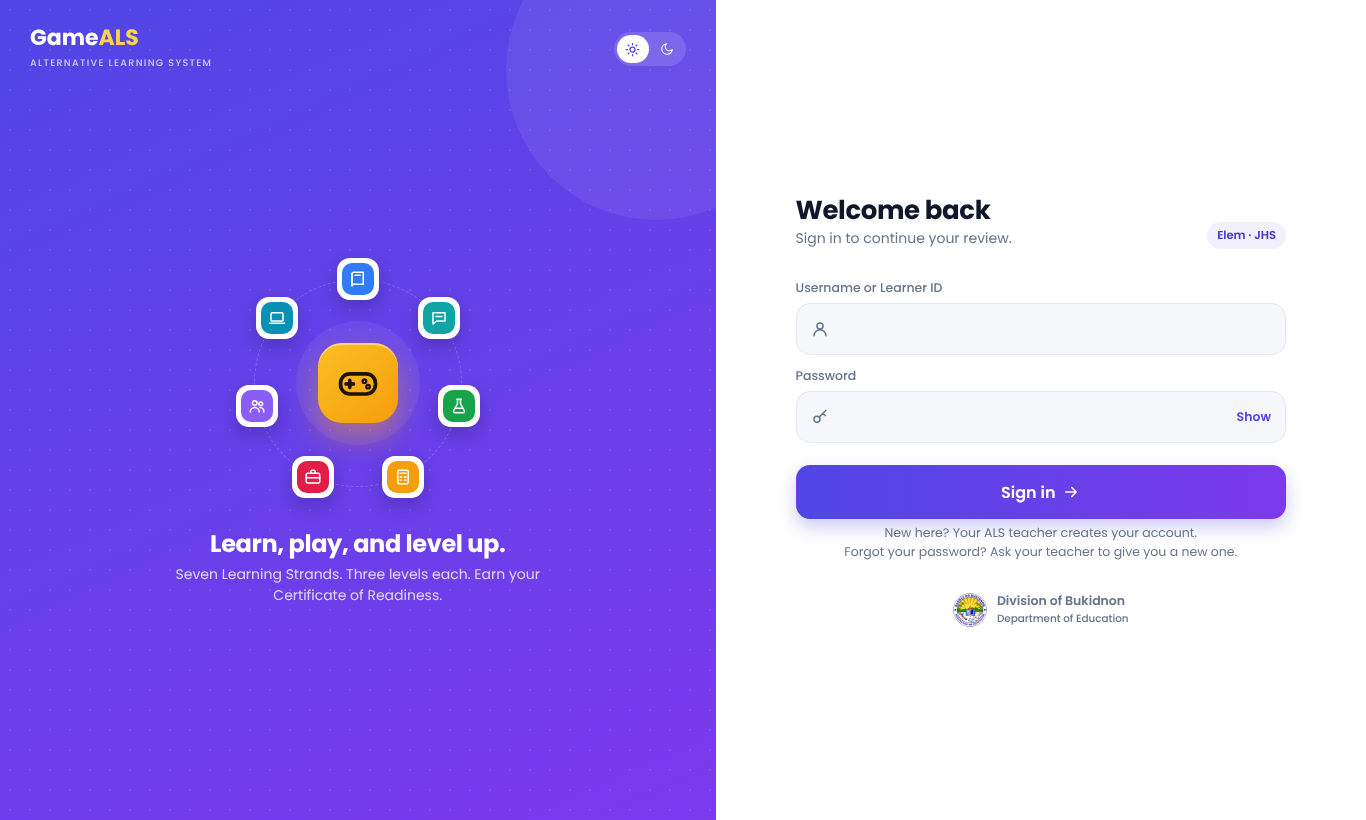 GameALS
ALTERNATIVE LEARNING SYSTEM
Learn, play, and level up.
Seven Learning Strands. Three levels each. Earn your
Certificate of Readiness.
Welcome back
Sign in to continue your review.
Elem · JHS
Username or Learner ID
Password
Show
Sign in →
New here? Your ALS teacher creates your account.
Forgot your password? Ask your teacher to give you a new one.
Division of Bukidnon
Department of Education